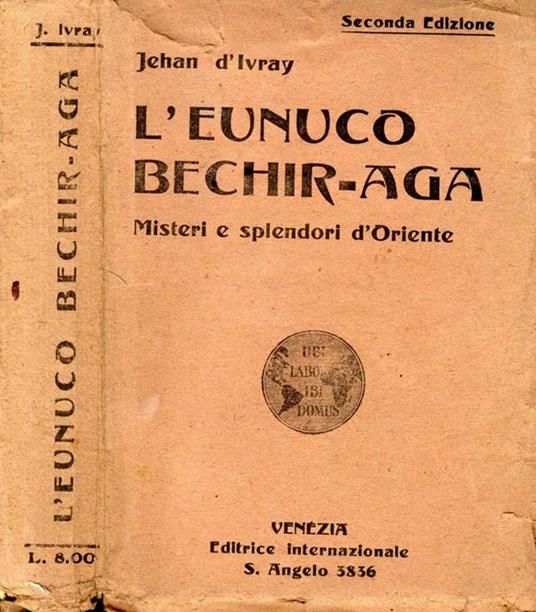 J. Ivray
L'EUNUCO BECHIR-AGA
L. 8.00
Seconda Edizione
Jehan d'Ivray
L'EUNUCO
BECHIR-AGA
Misteri e splendori d'Oriente
UBI
LABOR
IBI
DOMUS
VENÉZIA
Editrice internazionale
S. Angelo 3836